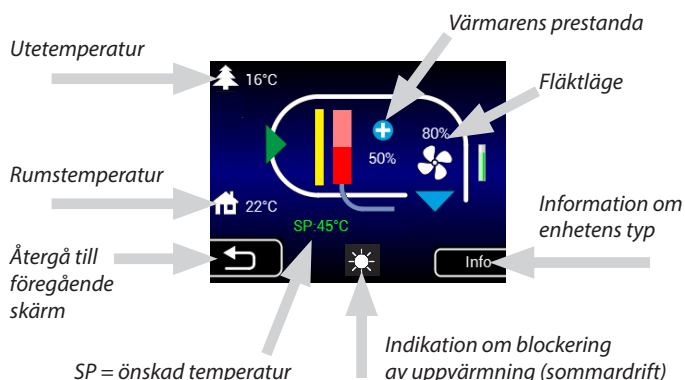 Värmarens prestanda
Utetemperatur
16°C
Fläktläge
80%
50%
Rumstemperatur
22°C
SP:45°C
Information om
enhetens typ
Återgå till
föregående
skärm
Info
SP = önskad temperatur
Indikation om blockering
av uppvärmning (sommardrift)